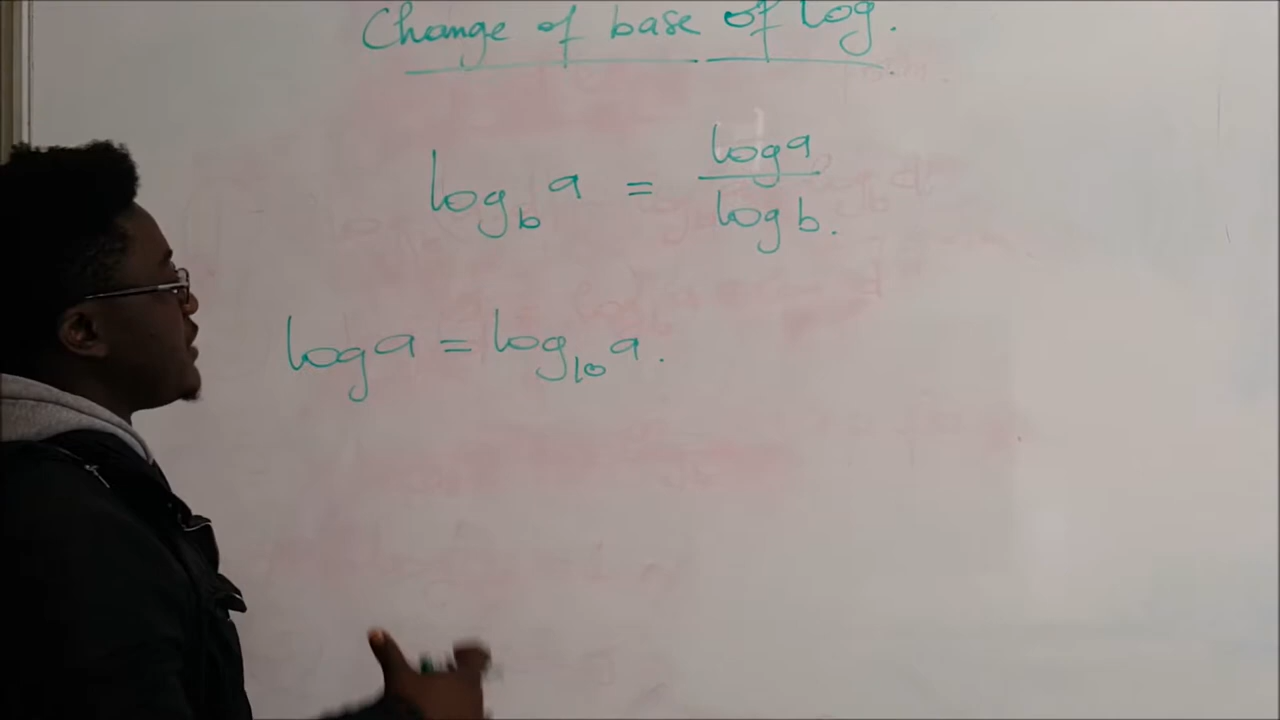 Change of base of log.
log_b a = log a / log b.
log a = log_10 a.